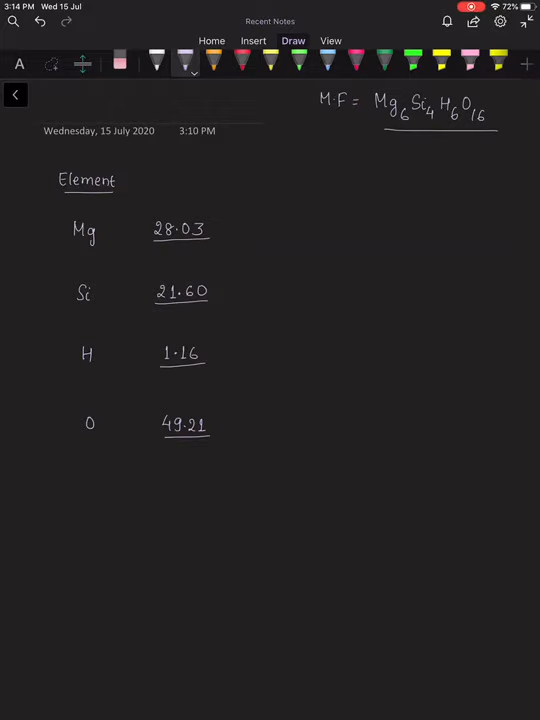 3:14 PM Wed 15 Jul
72%
Recent Notes
Home Insert Draw View
A
M.F = Mg6Si4H6O16
Wednesday, 15 July 2020 3:10 PM
Element
Mg 28.03
Si 21.60
H 1.16
O 49.21